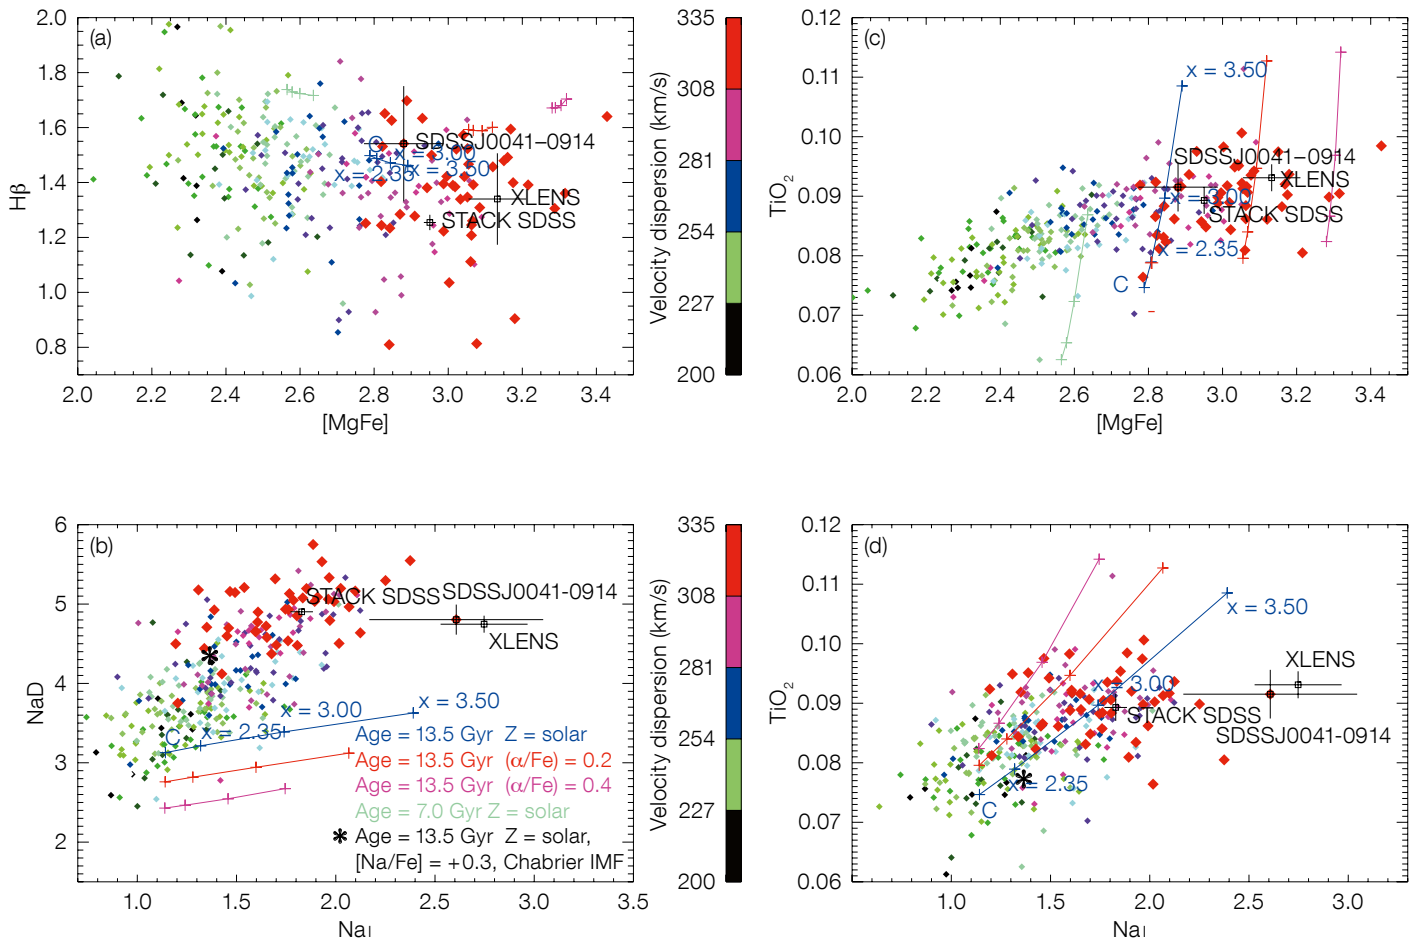 (a)
2.0
1.8
1.6
1.4
1.2
1.0
0.8
Hβ
2.0 2.2 2.4 2.6 2.8 3.0 3.2 3.4
[MgFe]
SDSSJ0041–0914
x = 3.00
x = 3.50
x = 2.35
C
XLENS
STACK SDSS
Velocity dispersion (km/s)
335
308
281
254
227
200
(c)
0.12
0.11
0.10
0.09
0.08
0.07
0.06
TiO2
2.0 2.2 2.4 2.6 2.8 3.0 3.2 3.4
[MgFe]
x = 3.50
SDSSJ0041–0914
XLENS
x = 3.00
STACK SDSS
x = 2.35
C
(b)
6
5
4
3
2
NaD
1.0 1.5 2.0 2.5 3.0 3.5
NaI
STACK SDSS
SDSSJ0041-0914
XLENS
x = 3.50
x = 3.00
x = 2.35
C
Age = 13.5 Gyr Z = solar
Age = 13.5 Gyr (α/Fe) = 0.2
Age = 13.5 Gyr (α/Fe) = 0.4
Age = 7.0 Gyr Z = solar
Age = 13.5 Gyr Z = solar,
[Na/Fe] = +0.3, Chabrier IMF
Velocity dispersion (km/s)
335
308
281
254
227
200
(d)
0.12
0.11
0.10
0.09
0.08
0.07
0.06
TiO2
1.0 1.5 2.0 2.5 3.0
NaI
x = 3.50
XLENS
x = 3.00
STACK SDSS
SDSSJ0041-0914
x = 2.35
C